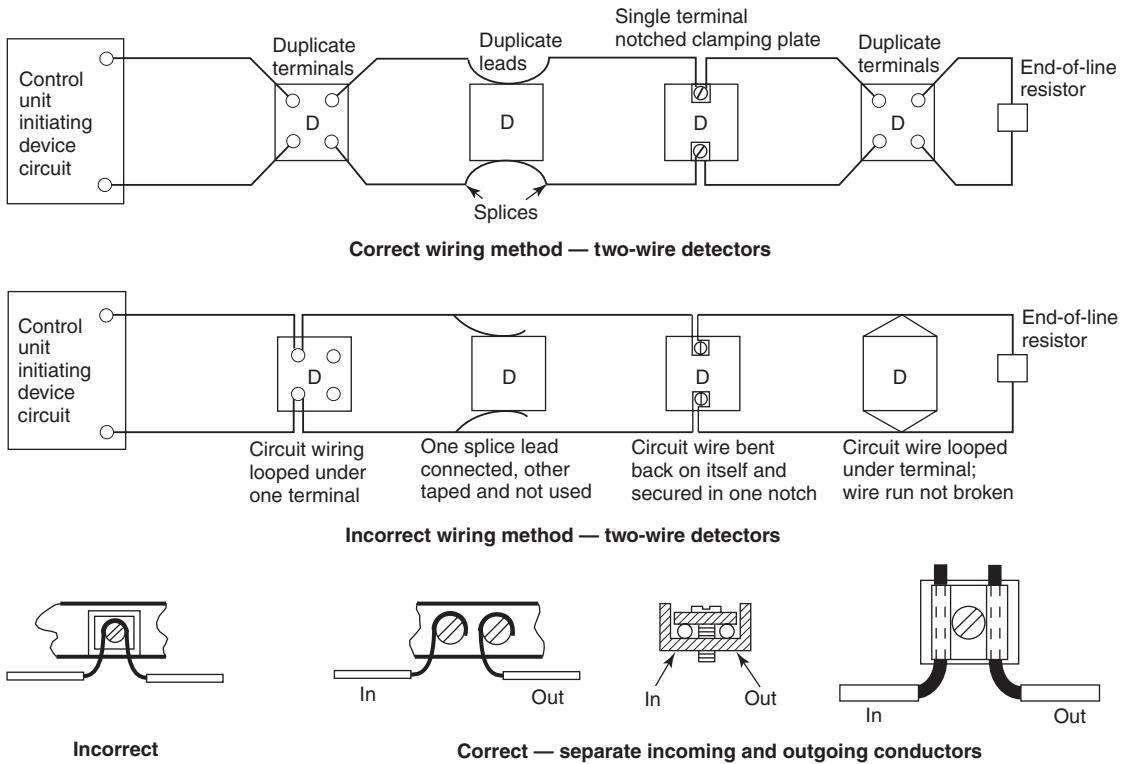 Control
unit
initiating
device
circuit
Duplicate
terminals
D
Duplicate
leads
D
Splices
Single terminal
notched clamping plate
D
Duplicate
terminals
D
End-of-line
resistor
Correct wiring method — two-wire detectors
Control
unit
initiating
device
circuit
D
Circuit wiring
looped under
one terminal
D
One splice lead
connected, other
taped and not used
D
Circuit wire bent
back on itself and
secured in one notch
D
Circuit wire looped
under terminal;
wire run not broken
End-of-line
resistor
Incorrect wiring method — two-wire detectors
In
Out
In
Out
In
Out
Incorrect
Correct — separate incoming and outgoing conductors